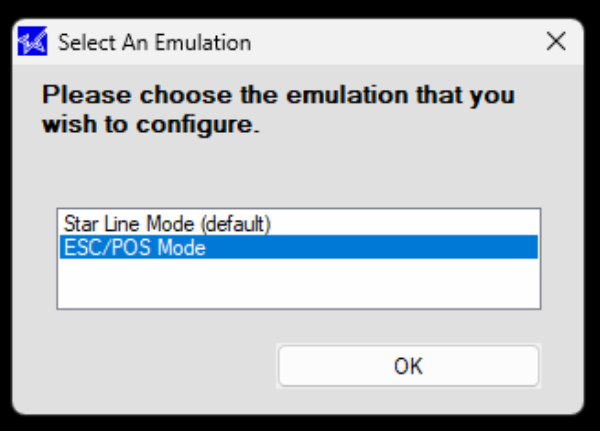 Select An Emulation
Please choose the emulation that you
wish to configure.
Star Line Mode (default)
ESC/POS Mode
OK